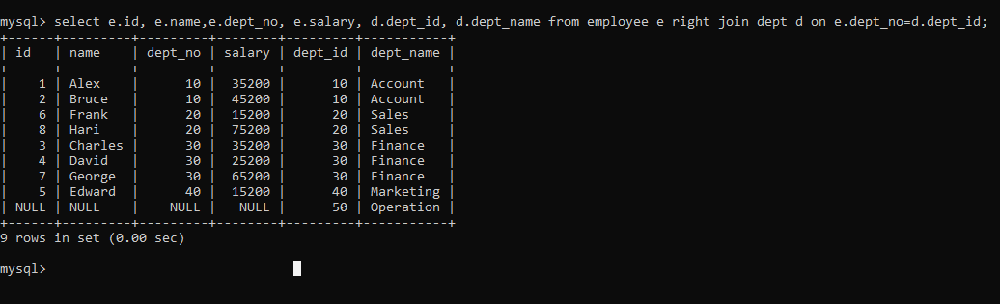 mysql> select e.id, e.name,e.dept_no, e.salary, d.dept_id, d.dept_name from employee e right join dept d on e.dept_no=d.dept_id;
+------+---------+---------+--------+---------+-----------+
| id   | name    | dept_no | salary | dept_id | dept_name |
+------+---------+---------+--------+---------+-----------+
|    1 | Alex    |      10 |  35200 |      10 | Account   |
|    2 | Bruce   |      10 |  45200 |      10 | Account   |
|    6 | Frank   |      20 |  15200 |      20 | Sales     |
|    8 | Hari    |      20 |  75200 |      20 | Sales     |
|    3 | Charles |      30 |  35200 |      30 | Finance   |
|    4 | David   |      30 |  25200 |      30 | Finance   |
|    7 | George  |      30 |  65200 |      30 | Finance   |
|    5 | Edward  |      40 |  15200 |      40 | Marketing |
| NULL | NULL    |    NULL |   NULL |      50 | Operation |
+------+---------+---------+--------+---------+-----------+
9 rows in set (0.00 sec)
mysql>